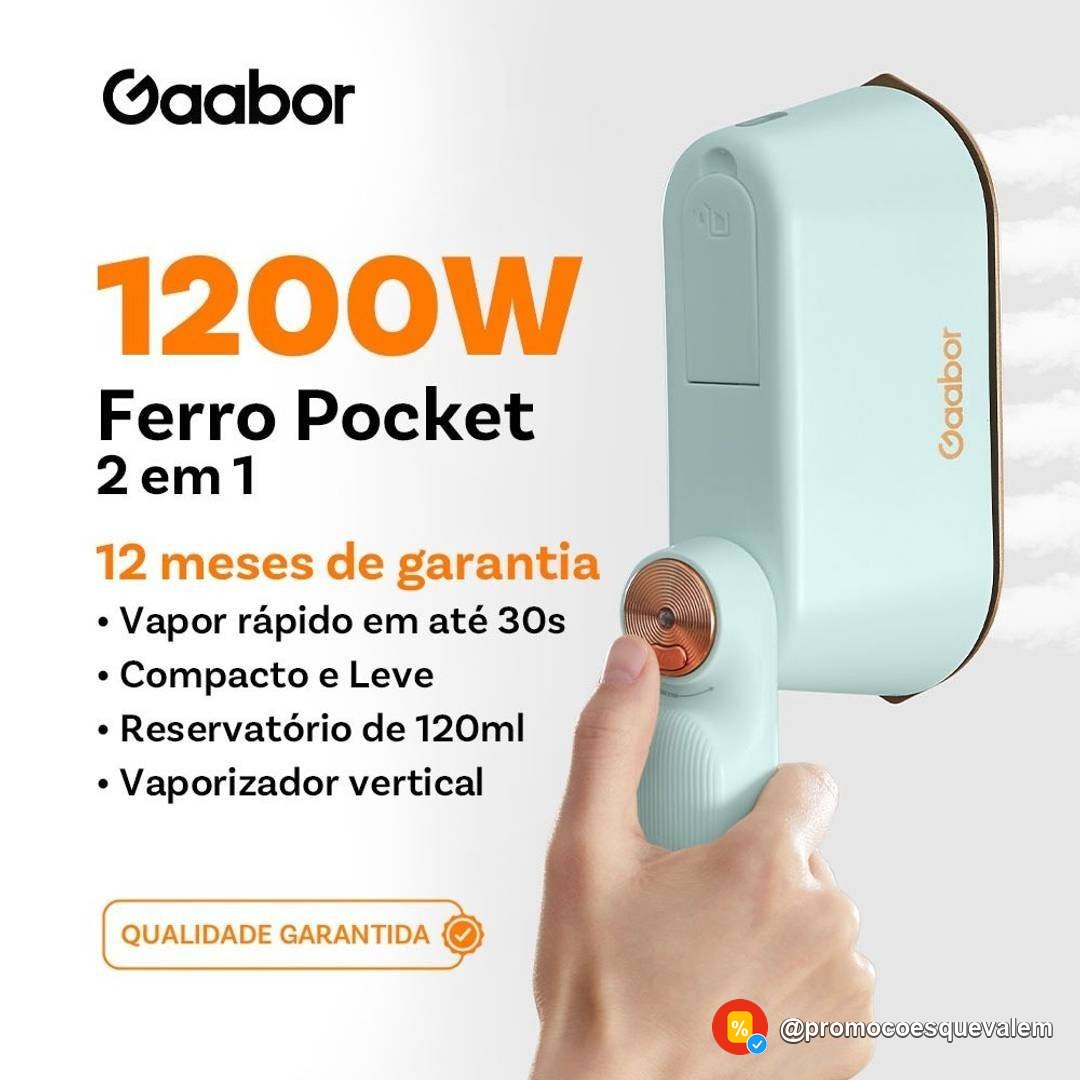 Gaabor
1200W
Ferro Pocket
2 em 1
12 meses de garantia
• Vapor rápido em até 30s
• Compacto e Leve
• Reservatório de 120ml
• Vaporizador vertical
QUALIDADE GARANTIDA
Gaabor
%
@promocoesquevalem